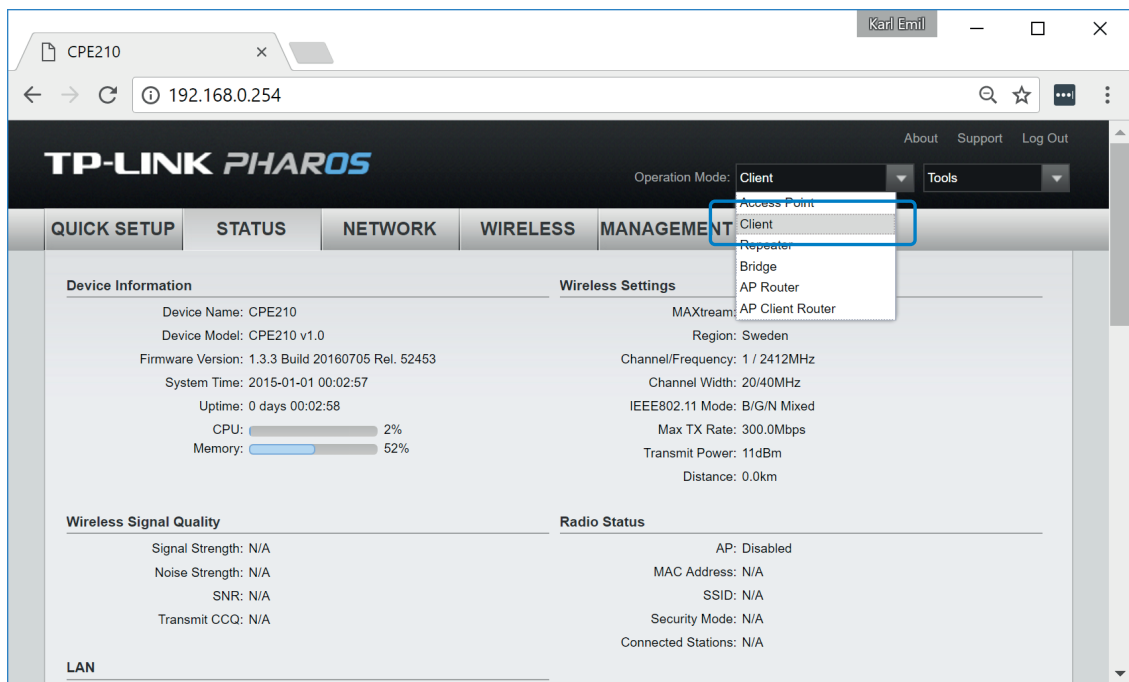 Karl Emil
CPE210
192.168.0.254
About Support Log Out
TP-LINK PHAROS
Operation Mode: Client Tools
Access Point
Client
Repeater
Bridge
AP Router
AP Client Router
QUICK SETUP STATUS NETWORK WIRELESS MANAGEMENT
Device Information
Device Name: CPE210
Device Model: CPE210 v1.0
Firmware Version: 1.3.3 Build 20160705 Rel. 52453
System Time: 2015-01-01 00:02:57
Uptime: 0 days 00:02:58
CPU: 2%
Memory: 52%
Wireless Settings
MAXtream:
Region: Sweden
Channel/Frequency: 1 / 2412MHz
Channel Width: 20/40MHz
IEEE802.11 Mode: B/G/N Mixed
Max TX Rate: 300.0Mbps
Transmit Power: 11dBm
Distance: 0.0km
Wireless Signal Quality
Signal Strength: N/A
Noise Strength: N/A
SNR: N/A
Transmit CCQ: N/A
Radio Status
AP: Disabled
MAC Address: N/A
SSID: N/A
Security Mode: N/A
Connected Stations: N/A
LAN